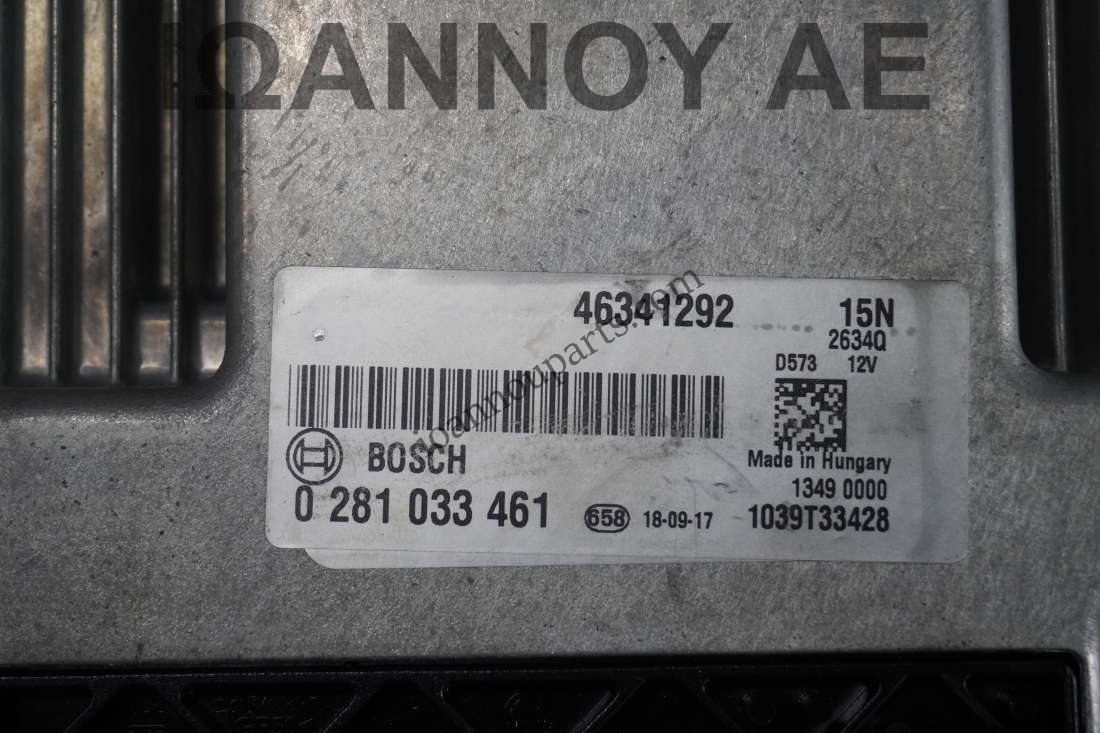 ΙΩΑΝΝΟΥ ΑΕ
46341292 15N
2634Q
D573 12V
ioannouparts.com
BOSCH
Made in Hungary
1349 0000
0 281 033 461 658 18-09-17 1039T33428